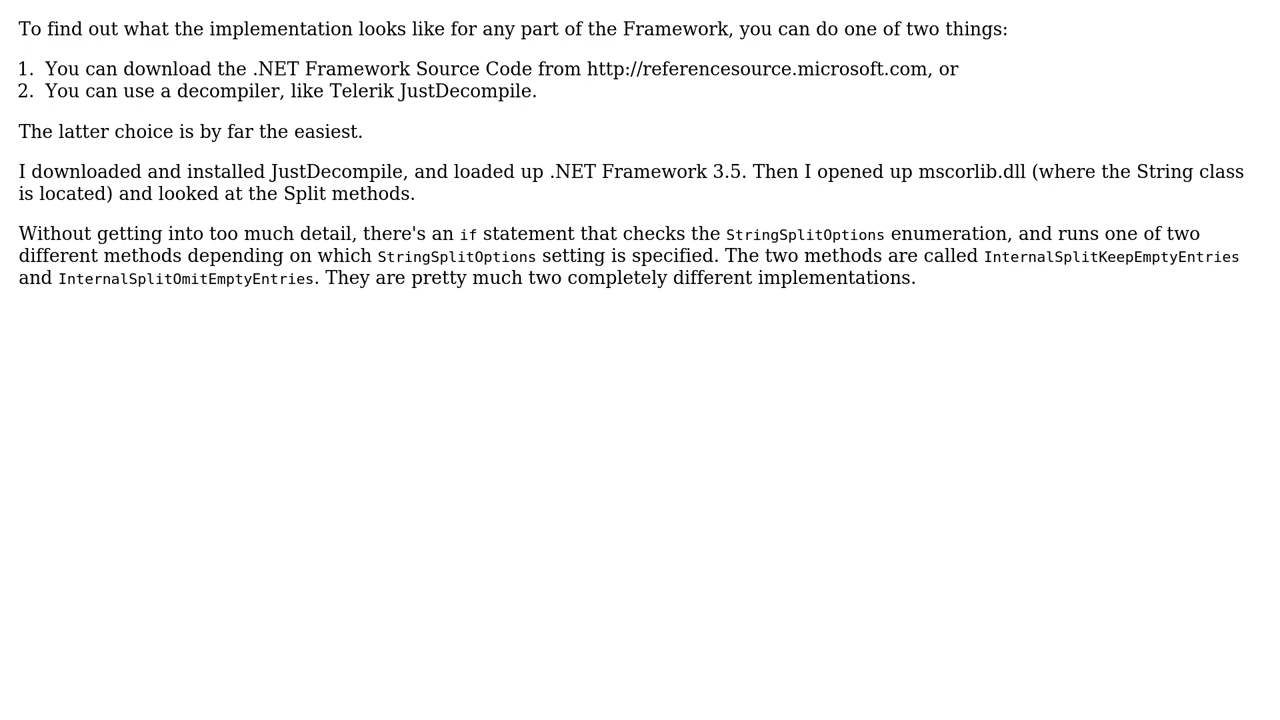 To find out what the implementation looks like for any part of the Framework, you can do one of two things:
1. You can download the .NET Framework Source Code from http://referencesource.microsoft.com, or
2. You can use a decompiler, like Telerik JustDecompile.
The latter choice is by far the easiest.
I downloaded and installed JustDecompile, and loaded up .NET Framework 3.5. Then I opened up mscorlib.dll (where the String class
is located) and looked at the Split methods.
Without getting into too much detail, there's an if statement that checks the StringSplitOptions enumeration, and runs one of two
different methods depending on which StringSplitOptions setting is specified. The two methods are called InternalSplitKeepEmptyEntries
and InternalSplitOmitEmptyEntries. They are pretty much two completely different implementations.